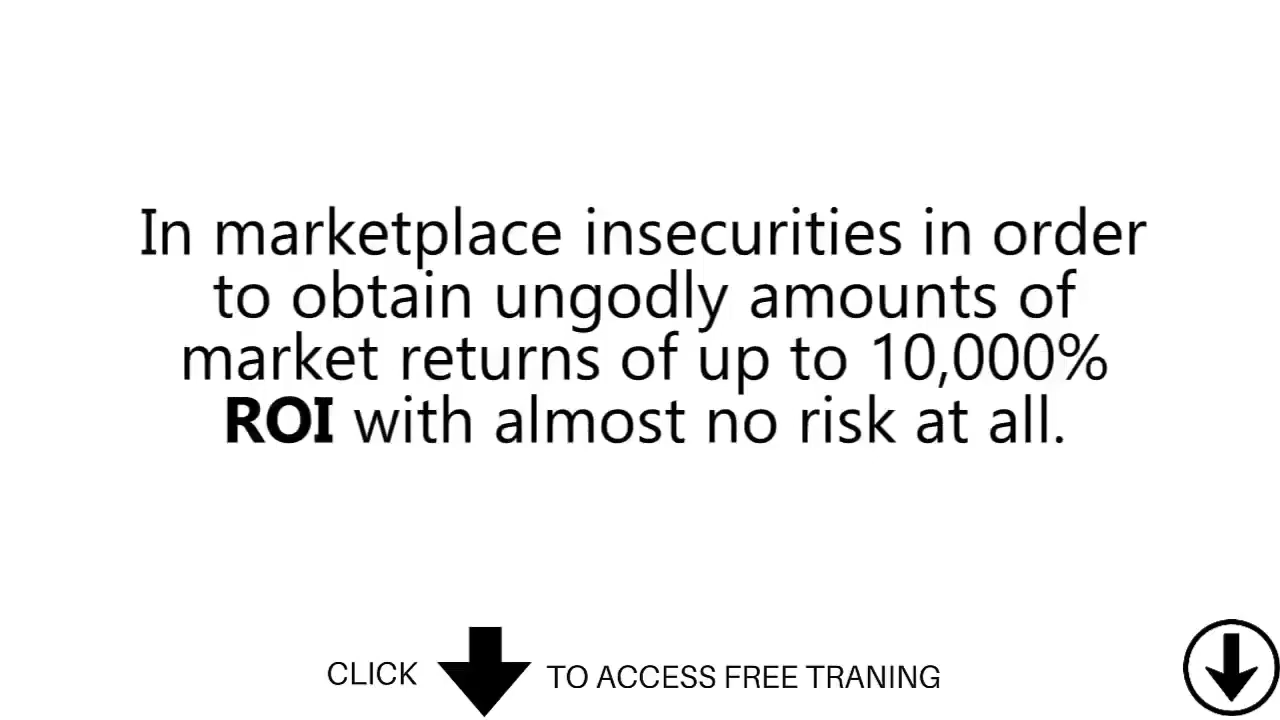 In marketplace insecurities in order
to obtain ungodly amounts of
market returns of up to 10,000%
ROI with almost no risk at all.
CLICK TO ACCESS FREE TRANING